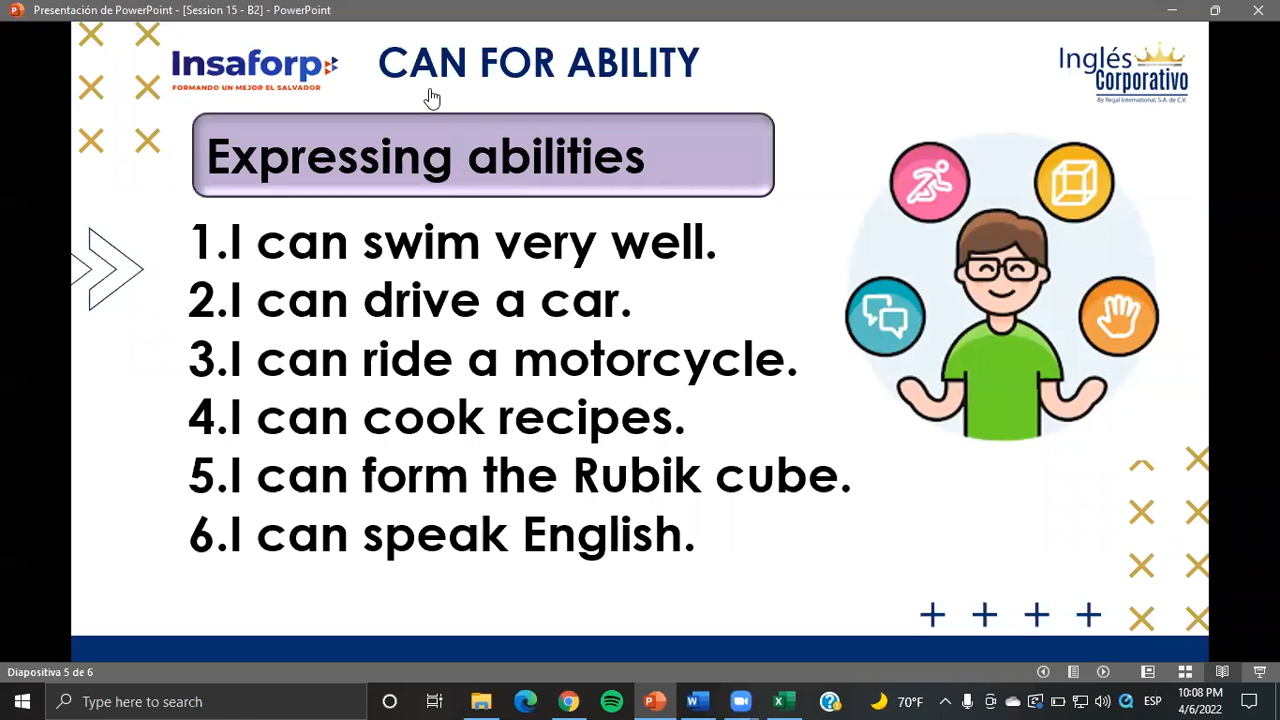 Presentación de PowerPoint - [Session 15 - B2] - PowerPoint
Insaforp
FORMANDO UN MEJOR EL SALVADOR
CAN FOR ABILITY
Inglés
Corporativo
By Regal International, S.A. de C.V.
Expressing abilities
1.I can swim very well.
2.I can drive a car.
3.I can ride a motorcycle.
4.I can cook recipes.
5.I can form the Rubik cube.
6.I can speak English.
Diapositiva 5 de 6
Type here to search
70°F
ESP
10:08 PM
4/6/2022